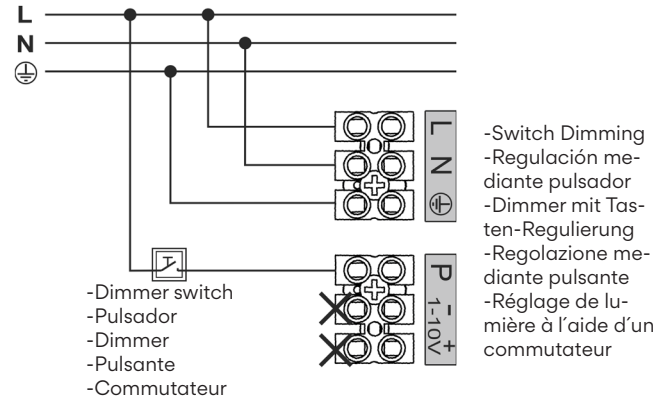 L
N
L
N
-Switch Dimming
-Regulación me-
diante pulsador
-Dimmer mit Tas-
ten-Regulierung
-Regolazione me-
diante pulsante
-Réglage de lu-
mière à l´aide d´un
commutateur
P
- +
1-10V
-Dimmer switch
-Pulsador
-Dimmer
-Pulsante
-Commutateur